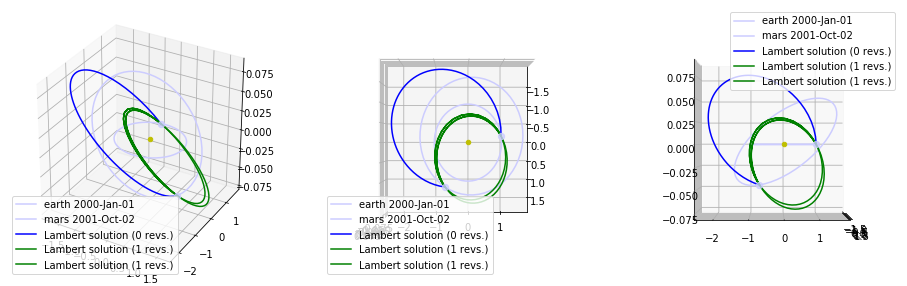 0.075
0.050
0.025
0.000
−0.025
−0.050
−0.075
1
0
−1
−2
1.5
earth 2000-Jan-01
mars 2001-Oct-02
Lambert solution (0 revs.)
Lambert solution (1 revs.)
Lambert solution (1 revs.)
−1.5
−1.0
−0.5
0.0
0.5
1.0
1.5
−2
−1
0
1
earth 2000-Jan-01
mars 2001-Oct-02
Lambert solution (0 revs.)
Lambert solution (1 revs.)
Lambert solution (1 revs.)
earth 2000-Jan-01
mars 2001-Oct-02
Lambert solution (0 revs.)
Lambert solution (1 revs.)
Lambert solution (1 revs.)
0.075
0.050
0.025
0.000
−0.025
−0.050
−0.075
−2
−1
0
1